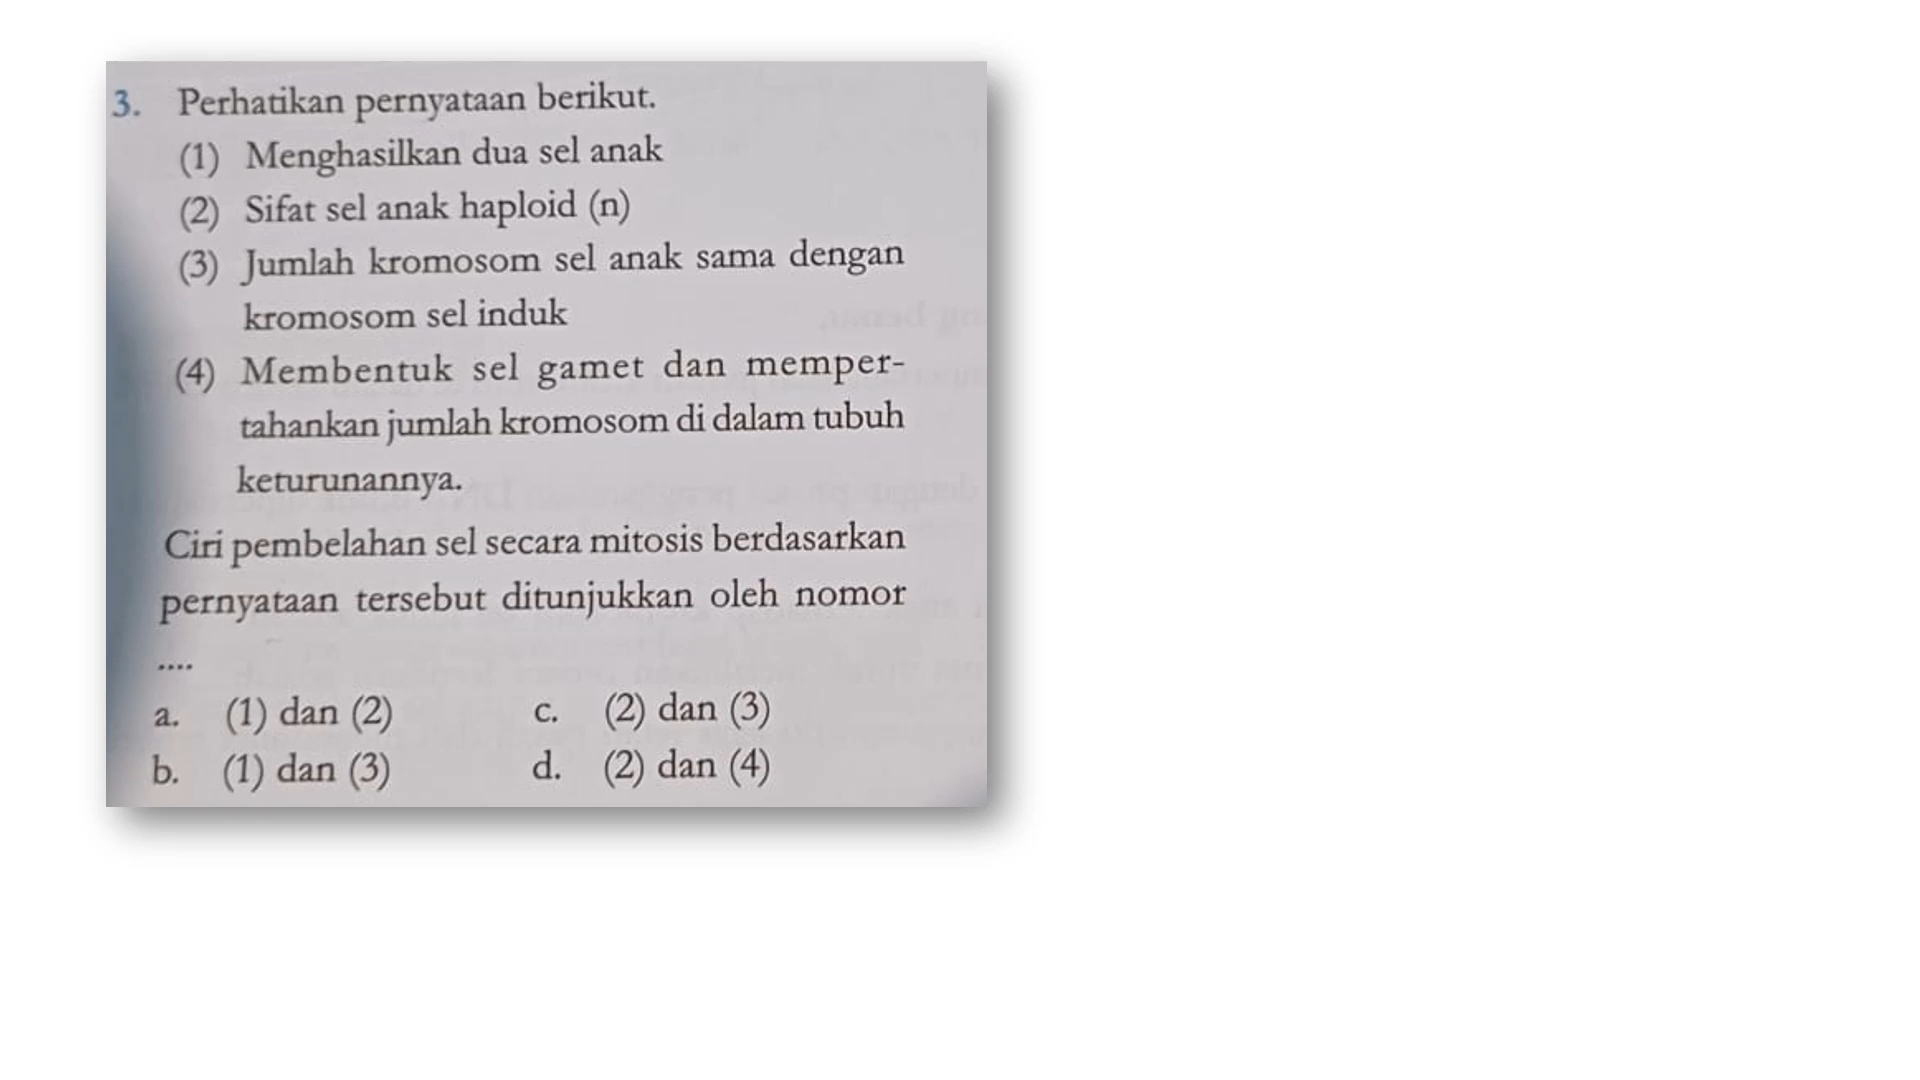 3. Perhatikan pernyataan berikut.
(1) Menghasilkan dua sel anak
(2) Sifat sel anak haploid (n)
(3) Jumlah kromosom sel anak sama dengan
kromosom sel induk
(4) Membentuk sel gamet dan memper-
tahankan jumlah kromosom di dalam tubuh
keturunannya.
Ciri pembelahan sel secara mitosis berdasarkan
pernyataan tersebut ditunjukkan oleh nomor
....
a. (1) dan (2) c. (2) dan (3)
b. (1) dan (3) d. (2) dan (4)